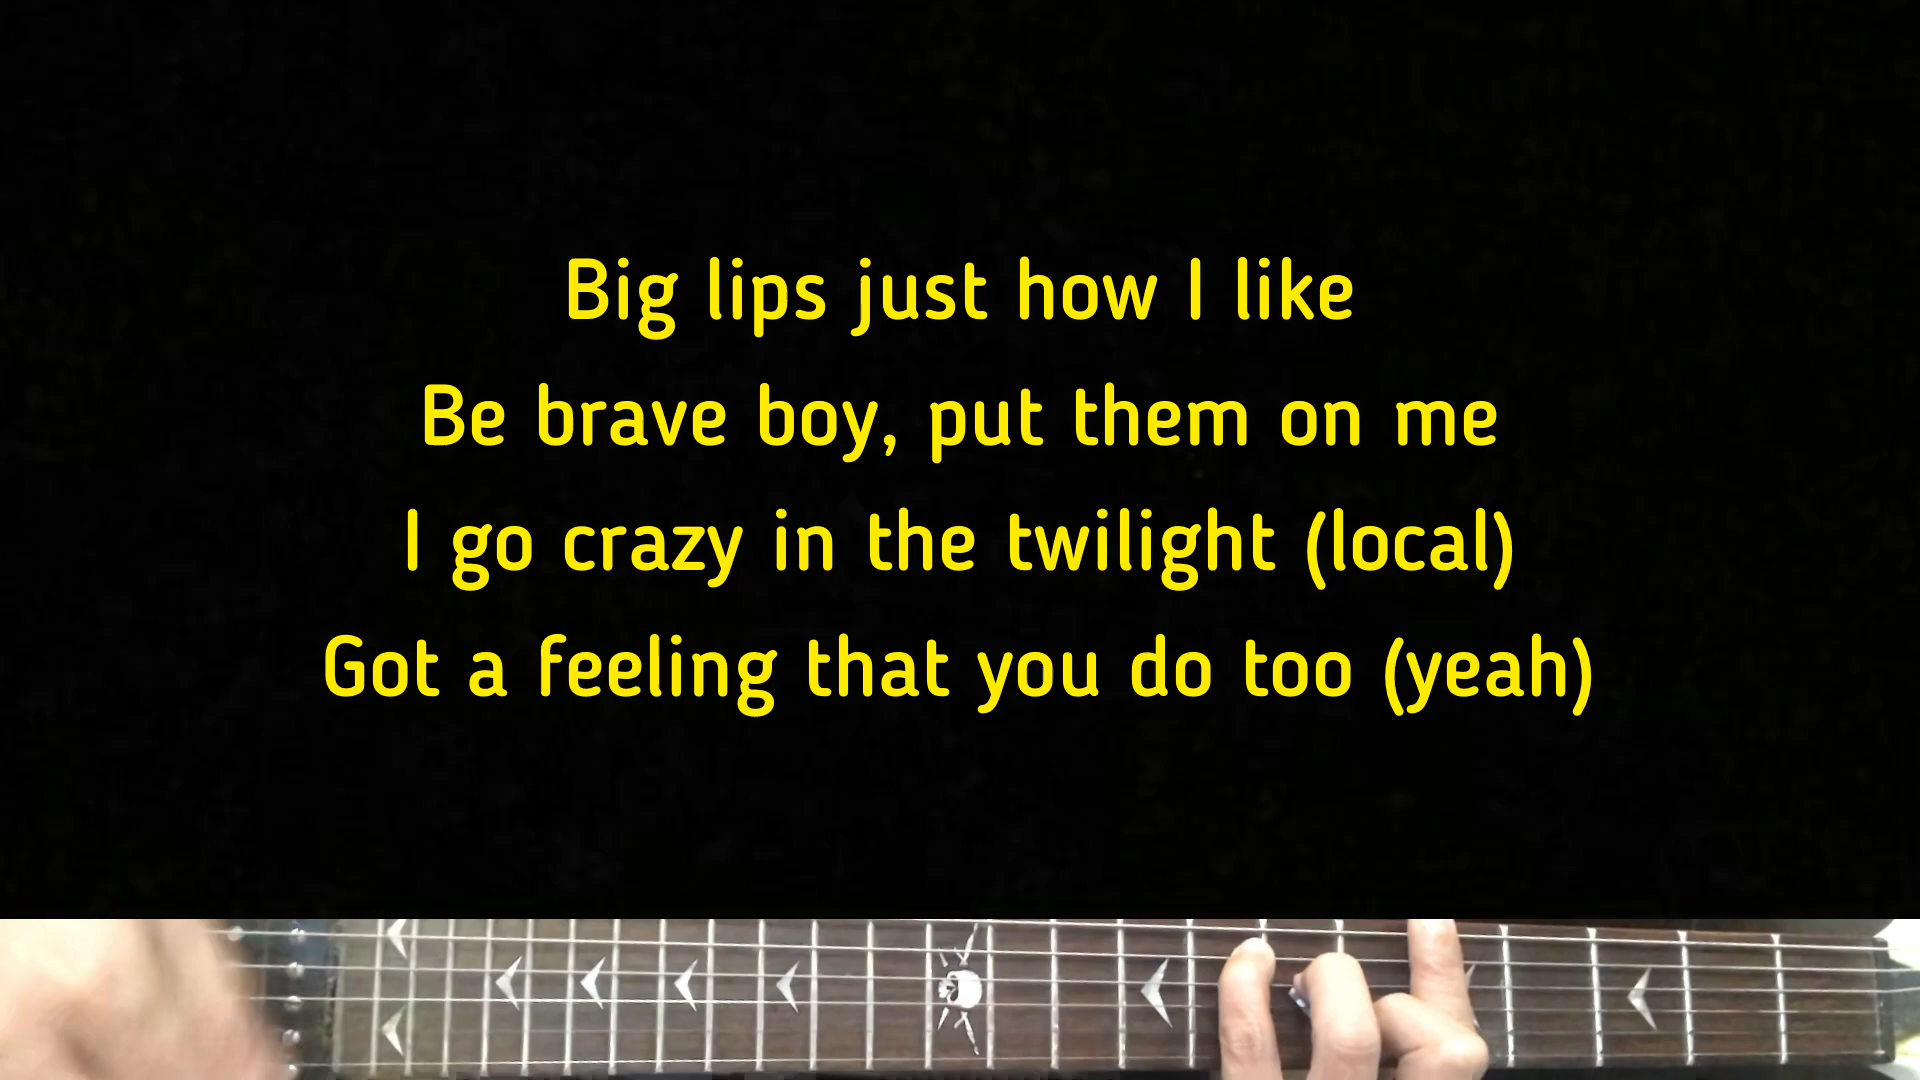 Big lips just how I like
Be brave boy, put them on me
I go crazy in the twilight (local)
Got a feeling that you do too (yeah)